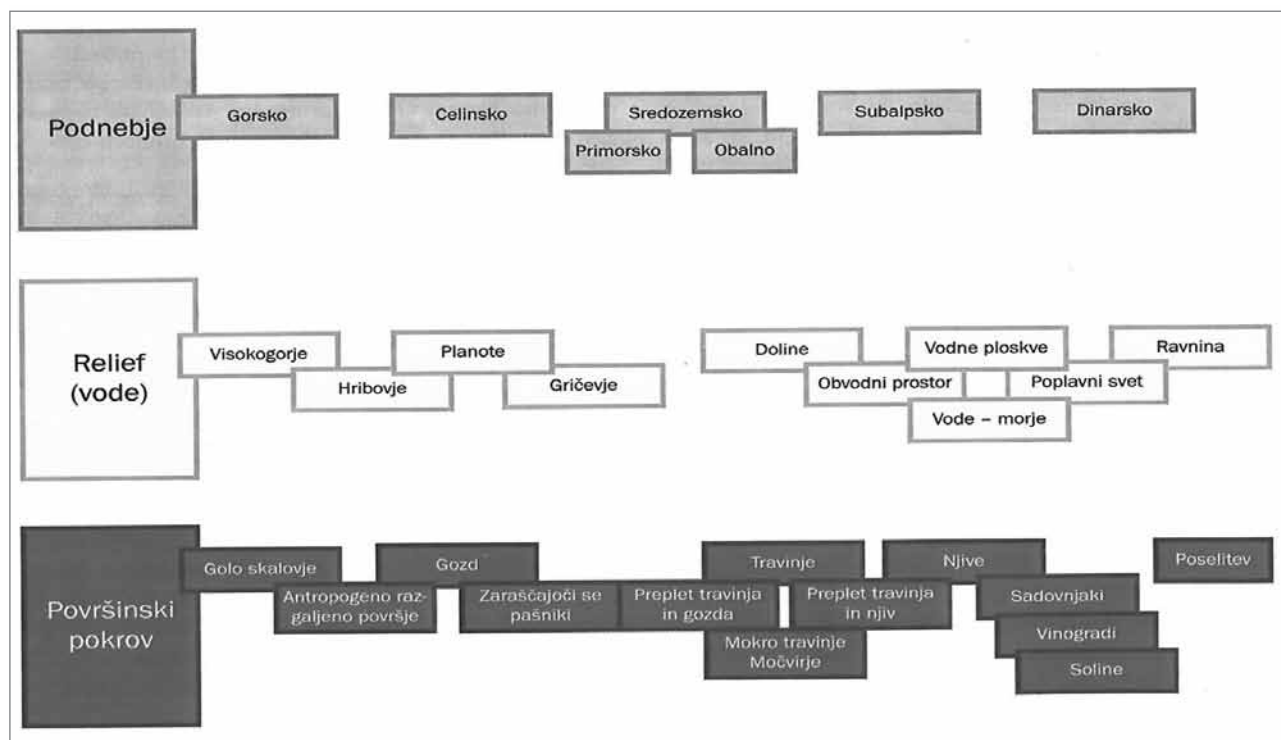 Podnebje
Gorsko
Celinsko
Sredozemsko
Primorsko
Obalno
Subalpsko
Dinarsko
Relief
(vode)
Visokogorje
Hribovje
Planote
Gričevje
Doline
Obvodni prostor
Vodne ploskve
Vode – morje
Poplavni svet
Ravnina
Površinski
pokrov
Golo skalovje
Antropogeno raz-
galjeno površje
Gozd
Zaraščajoči se
pašniki
Preplet travinja
in gozda
Travinje
Mokro travinje
Močvirje
Preplet travinja
in njiv
Njive
Sadovnjaki
Vinogradi
Soline
Poselitev